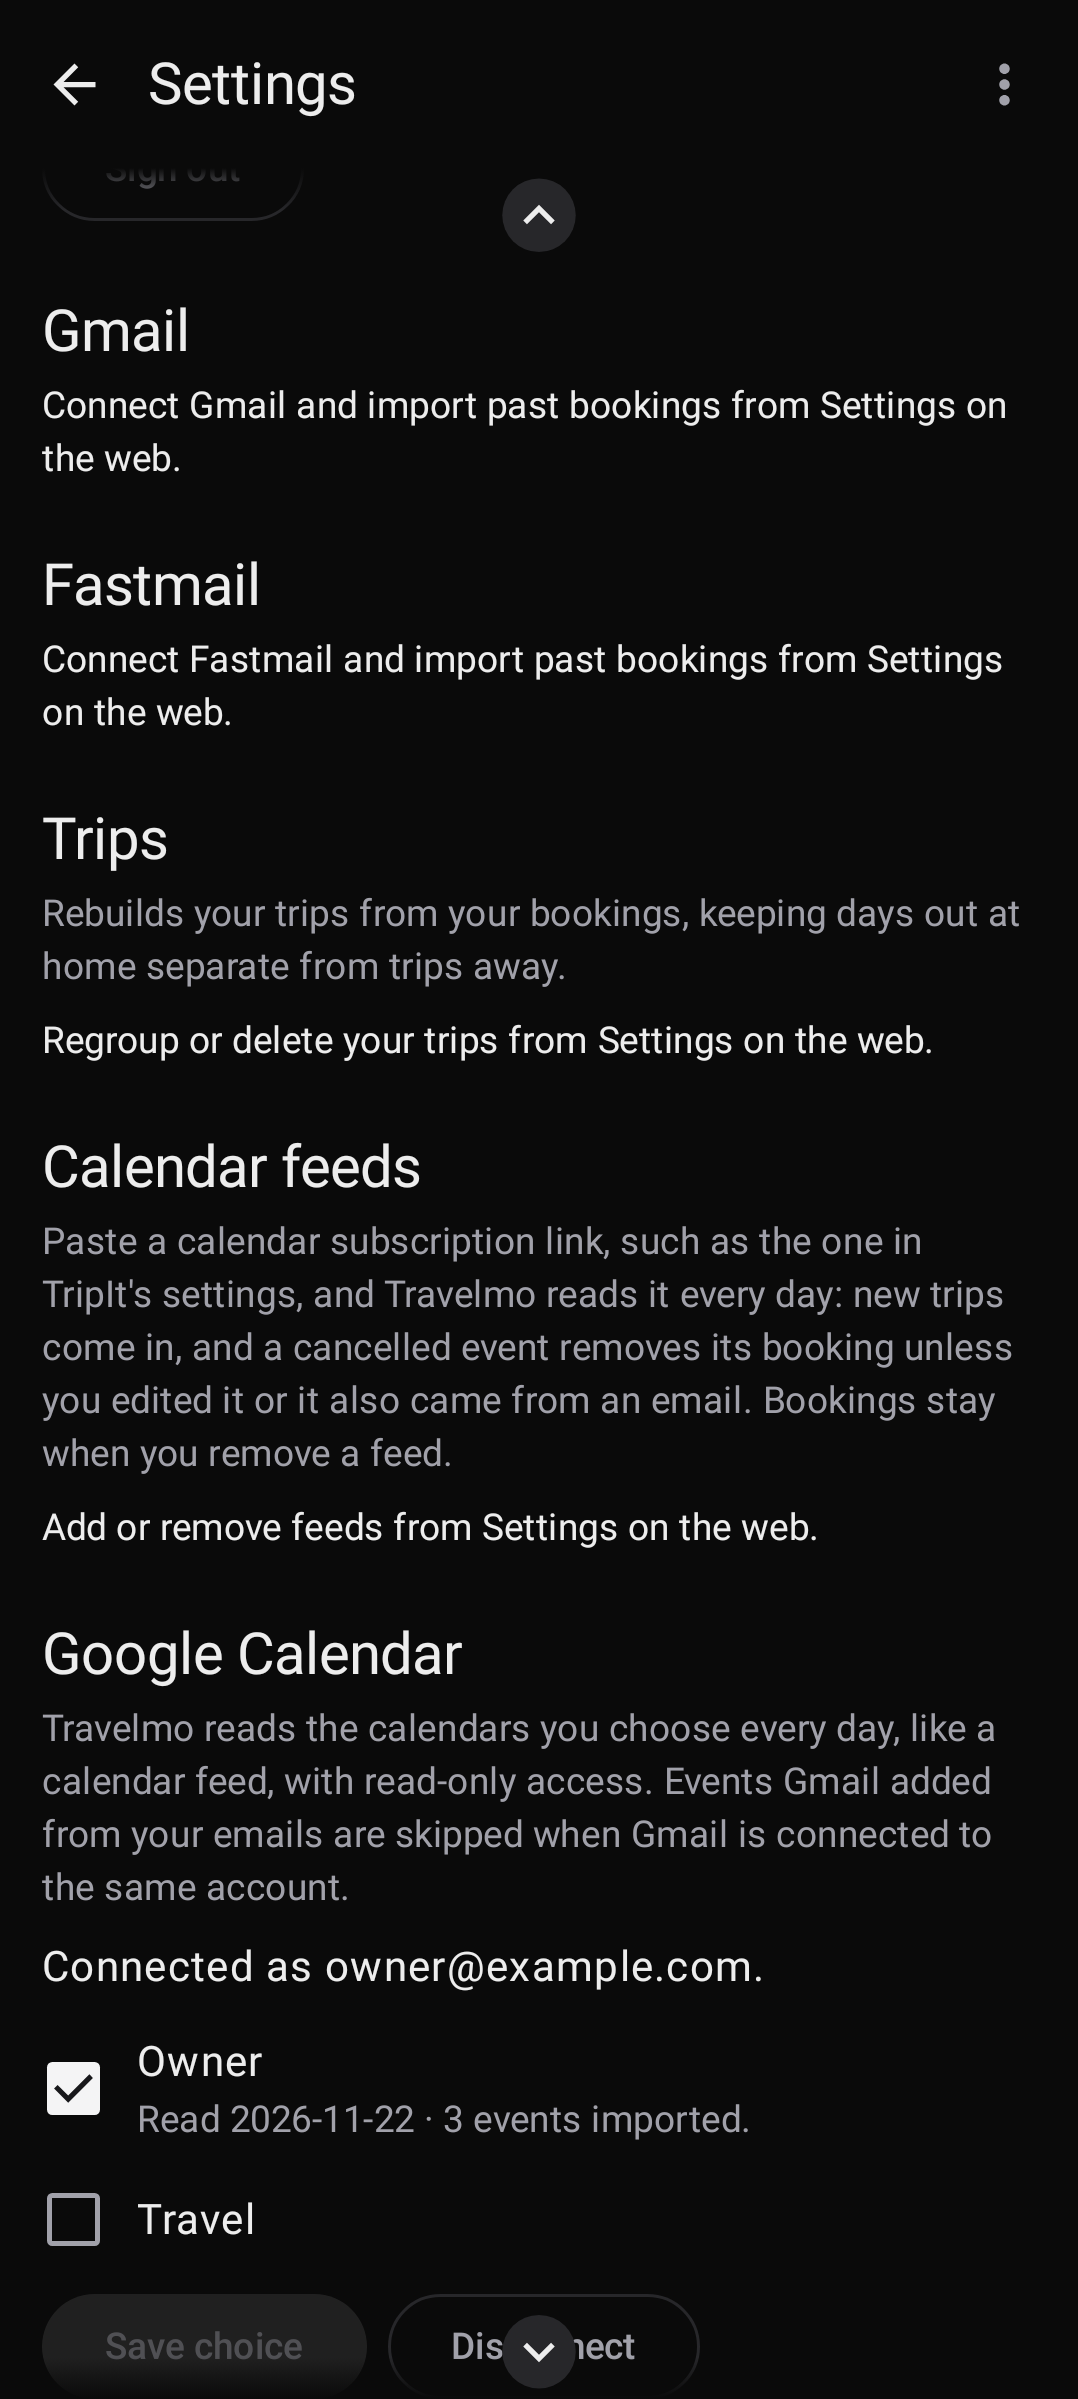 Settings
Sign out
Gmail
Connect Gmail and import past bookings from Settings on
the web.
Fastmail
Connect Fastmail and import past bookings from Settings
on the web.
Trips
Rebuilds your trips from your bookings, keeping days out at
home separate from trips away.
Regroup or delete your trips from Settings on the web.
Calendar feeds
Paste a calendar subscription link, such as the one in
TripIt's settings, and Travelmo reads it every day: new trips
come in, and a cancelled event removes its booking unless
you edited it or it also came from an email. Bookings stay
when you remove a feed.
Add or remove feeds from Settings on the web.
Google Calendar
Travelmo reads the calendars you choose every day, like a
calendar feed, with read-only access. Events Gmail added
from your emails are skipped when Gmail is connected to
the same account.
Connected as owner@example.com.
Owner
Read 2026-11-22 · 3 events imported.
Travel
Save choice